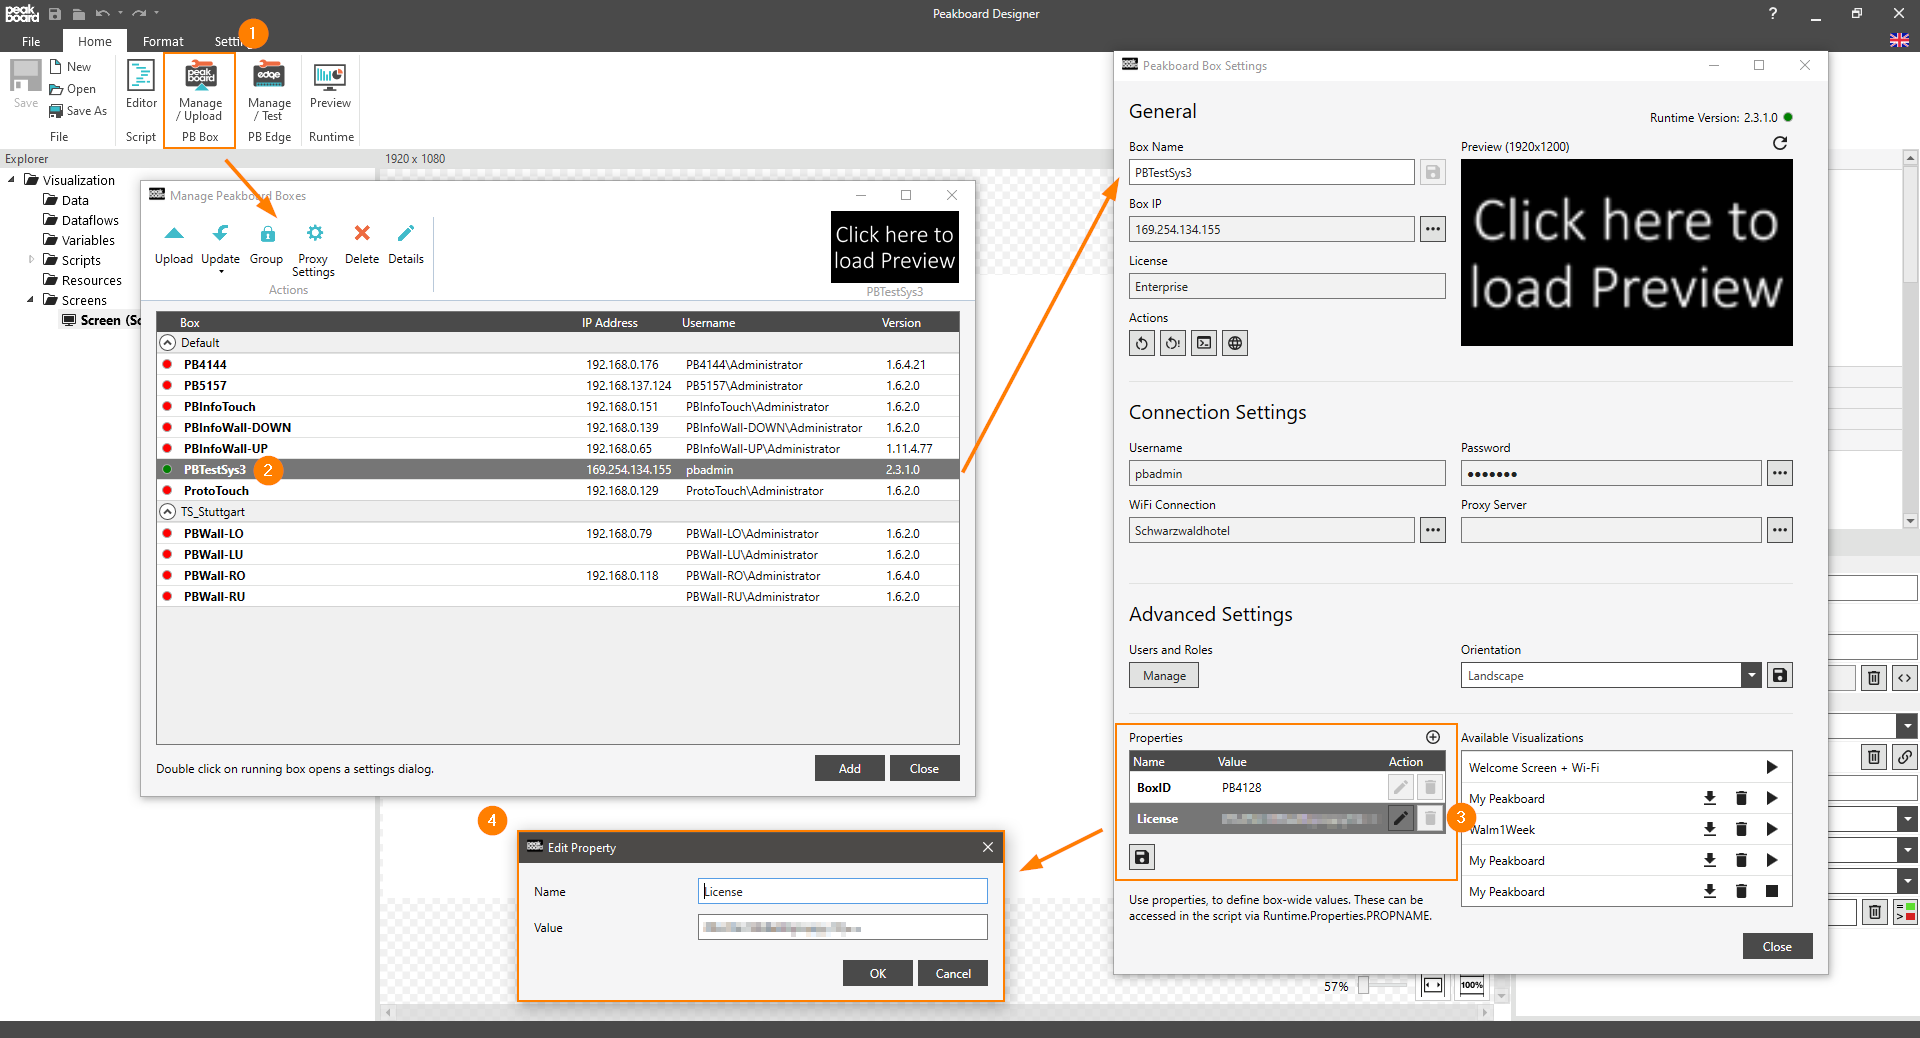 peak board
Peakboard Designer
?
File
Home
Format
1
New
Open
Save As
Save
File
Editor
Script
Manage / Upload
PB Box
Manage / Test
PB Edge
Preview
Runtime
Explorer
1920 x 1080
Visualization
Data
Dataflows
Variables
Scripts
Resources
Screens
Screen (Sc
Manage Peakboard Boxes
Upload
Update
Group
Proxy Settings
Delete
Details
Actions
Click here to
load Preview
PBTestSys3
Box IP Address Username Version
Default
PB4144 192.168.0.176 PB4144\Administrator 1.6.4.21
PB5157 192.168.137.124 PB5157\Administrator 1.6.2.0
PBInfoTouch 192.168.0.151 PBInfoTouch\Administrator 1.6.2.0
PBInfoWall-DOWN 192.168.0.139 PBInfoWall-DOWN\Administrator 1.6.2.0
PBInfoWall-UP 192.168.0.65 PBInfoWall-UP\Administrator 1.11.4.77
PBTestSys3 2 169.254.134.155 pbadmin 2.3.1.0
ProtoTouch 192.168.0.129 ProtoTouch\Administrator 1.6.2.0
TS_Stuttgart
PBWall-LO 192.168.0.79 PBWall-LO\Administrator 1.6.2.0
PBWall-LU PBWall-LU\Administrator 1.6.2.0
PBWall-RO 192.168.0.118 PBWall-RO\Administrator 1.6.4.0
PBWall-RU PBWall-RU\Administrator 1.6.2.0
Double click on running box opens a settings dialog.
Add
Close
4
Edit Property
Name
License
Value
OK
Cancel
Peakboard Box Settings
General
Runtime Version: 2.3.1.0
Box Name
PBTestSys3
Box IP
169.254.134.155
License
Enterprise
Actions
Preview (1920x1200)
Click here to
load Preview
Connection Settings
Username
pbadmin
Password
WiFi Connection
Schwarzwaldhotel
Proxy Server
Advanced Settings
Users and Roles
Manage
Orientation
Landscape
Properties
Name Value Action
BoxID PB4128
License
3
Use properties, to define box-wide values. These can be
accessed in the script via Runtime.Properties.PROPNAME.
Available Visualizations
Welcome Screen + Wi-Fi
My Peakboard
Walm1Week
My Peakboard
My Peakboard
Close
57%
100%